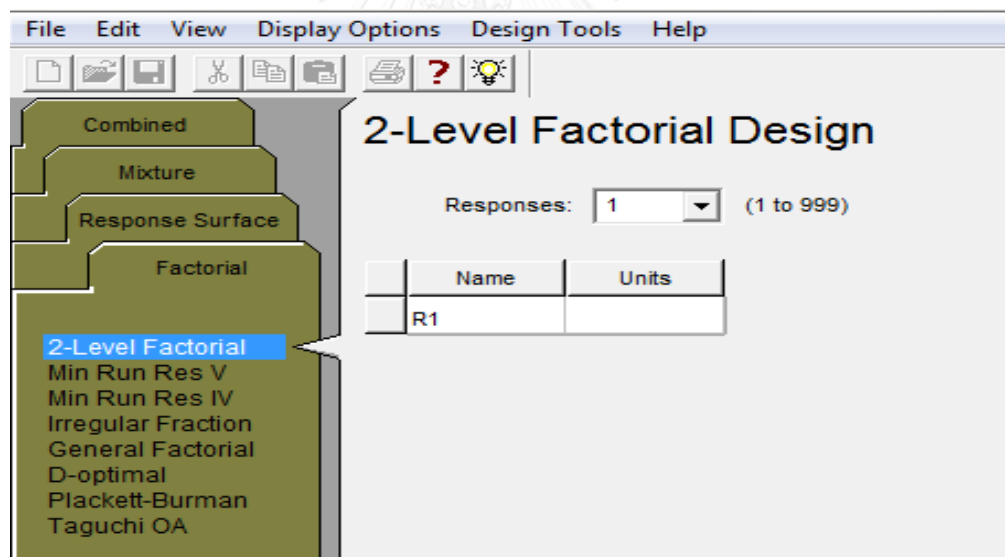 File Edit View Display Options Design Tools Help
Combined
Mixture
Response Surface
Factorial
2-Level Factorial
Min Run Res V
Min Run Res IV
Irregular Fraction
General Factorial
D-optimal
Plackett-Burman
Taguchi OA
2-Level Factorial Design
Responses: 1 (1 to 999)
Name Units
R1